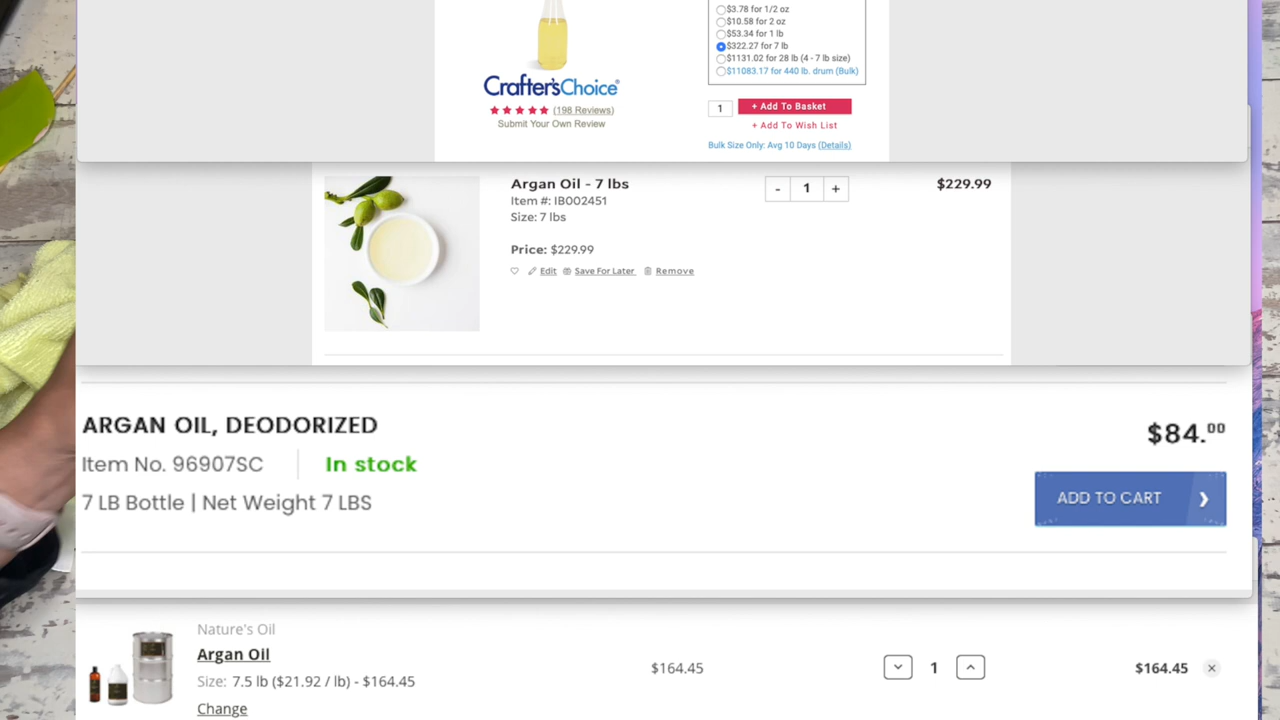 $3.78 for 1/2 oz
$10.58 for 2 oz
$53.34 for 1 lb
$322.27 for 7 lb
$1131.02 for 28 lb (4 - 7 lb size)
$11083.17 for 440 lb. drum (Bulk)
Crafter'sChoice®
(198 Reviews)
Submit Your Own Review
1 + Add To Basket
+ Add To Wish List
Bulk Size Only: Avg 10 Days (Details)
Argan Oil - 7 lbs - 1 + $229.99
Item #: IB002451
Size: 7 lbs
Price: $229.99
Edit Save For Later Remove
ARGAN OIL, DEODORIZED $84.00
Item No. 96907SC In stock
7 LB Bottle | Net Weight 7 LBS
ADD TO CART
Nature's Oil
Argan Oil $164.45 1 $164.45
Size: 7.5 lb ($21.92 / lb) - $164.45
Change